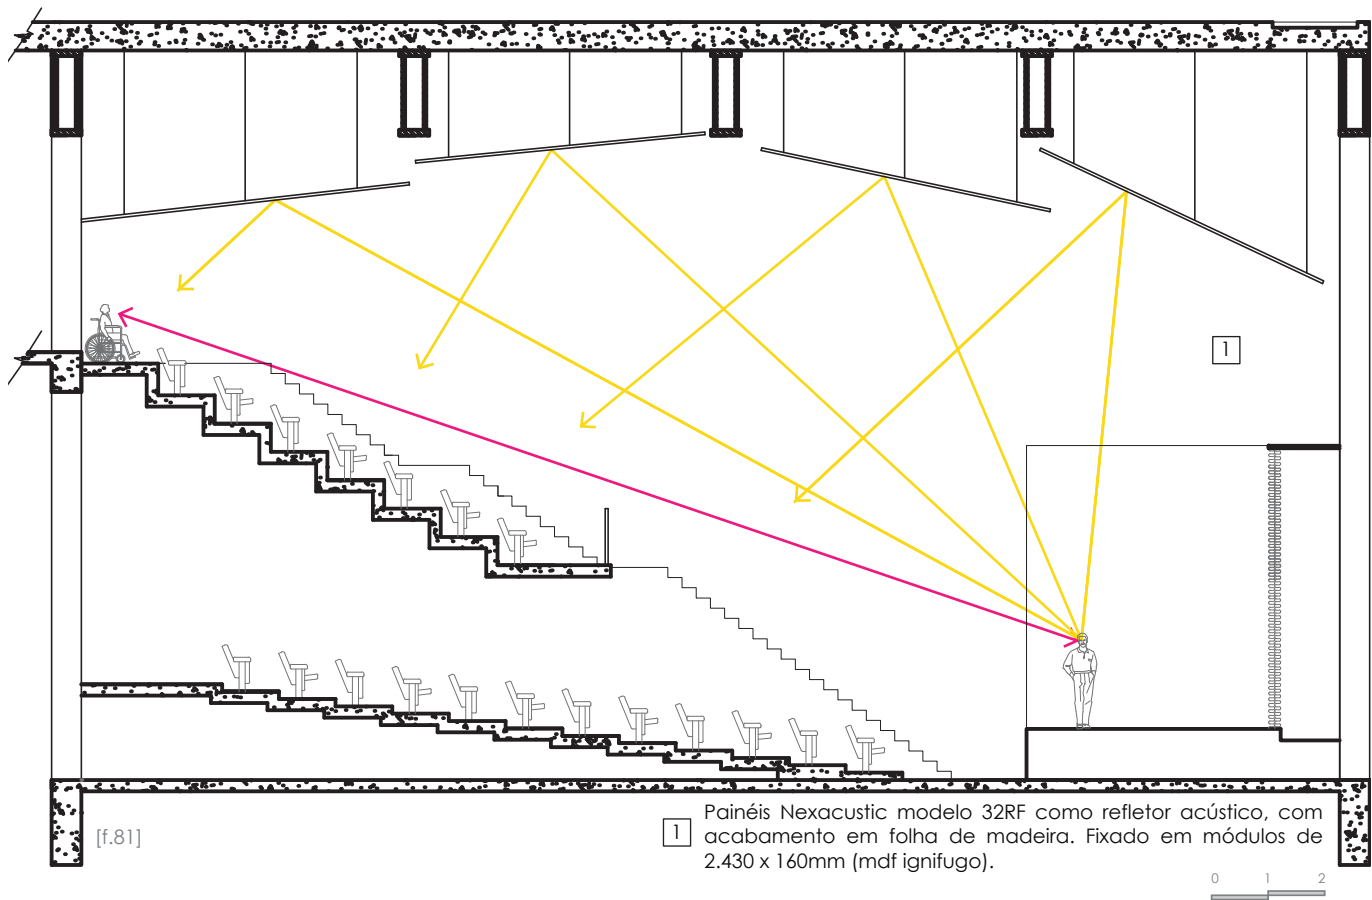 1
[f.81]
1
Painéis Nexacustic modelo 32RF como refletor acústico, com
acabamento em folha de madeira. Fixado em módulos de
2.430 x 160mm (mdf ignifugo).
0 1 2